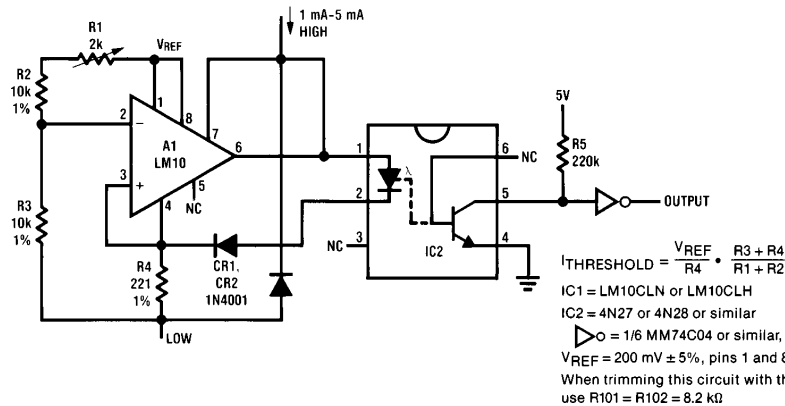 1 mA-5 mA
HIGH
R1
2k
VREF
R2
10k
1%
2
−
1
8
7
A1
LM10
6
3
+
5
4
NC
R3
10k
1%
R4
221
1%
CR1,
CR2
1N4001
LOW
1
2
NC
3
λ
IC2
6
NC
5
4
5V
R5
220k
OUTPUT
ITHRESHOLD = VREF/R4 • R3 + R4/R1 + R2
IC1 = LM10CLN or LM10CLH
IC2 = 4N27 or 4N28 or similar
= 1/6 MM74C04 or similar,
VREF = 200 mV ± 5%, pins 1 and 8
When trimming this circuit with th
use R101 = R102 = 8.2 kΩ